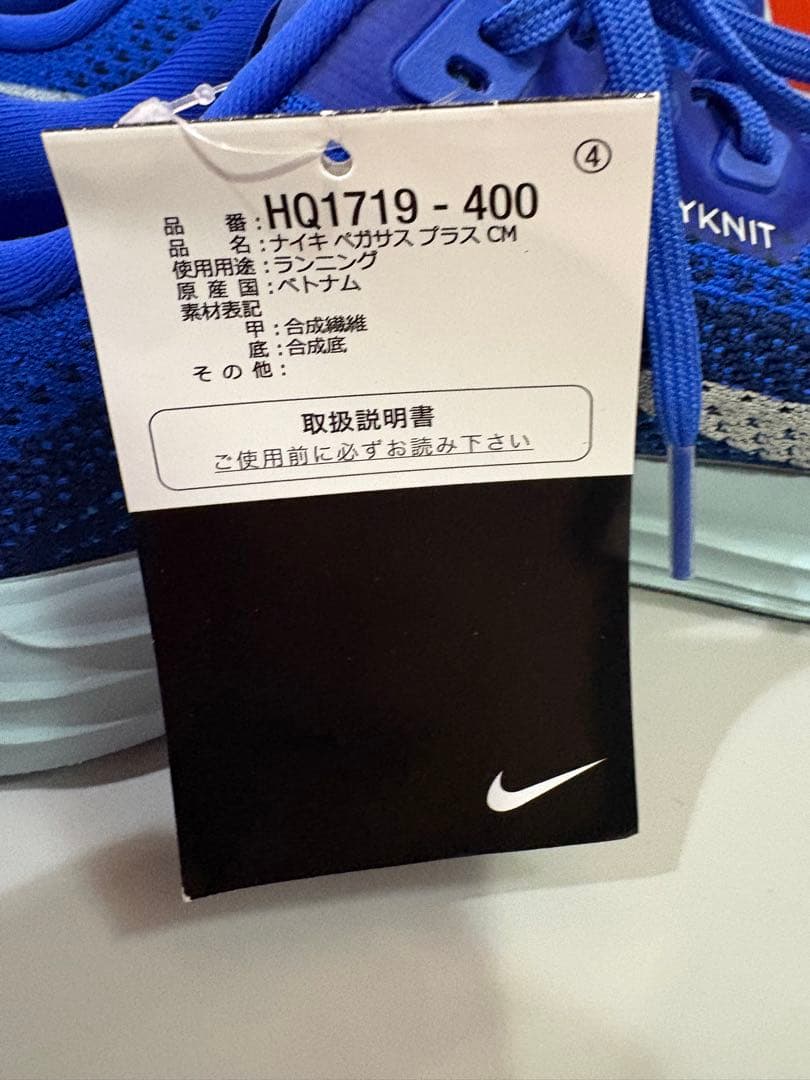 ④
品 番:HQ1719 - 400
品 名:ナイキ ペガサス プラス CM
使用用途:ランニング
原 産 国:ベトナム
素材表記
甲:合成繊維
底:合成底
そ の 他:
取扱説明書
ご使用前に必ずお読み下さい
YKNIT